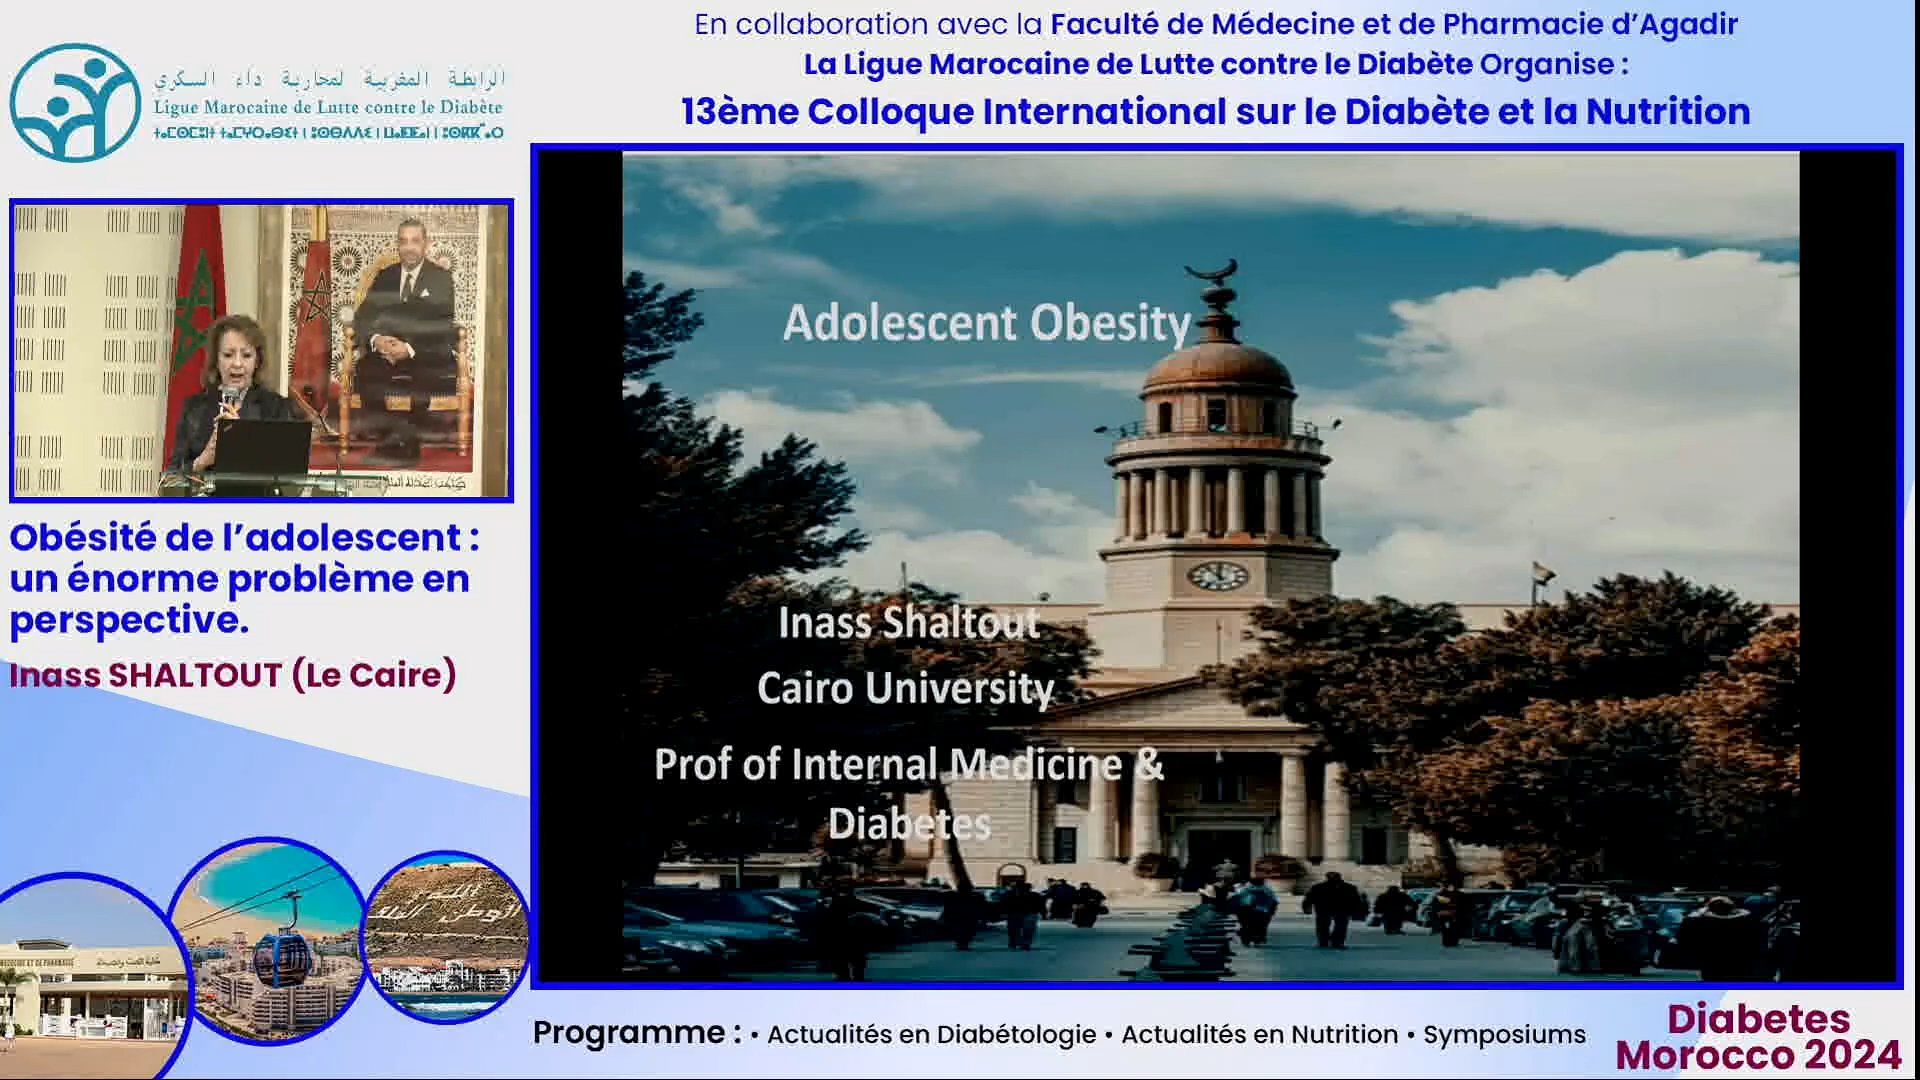 En collaboration avec la Faculté de Médecine et de Pharmacie d’Agadir
La Ligue Marocaine de Lutte contre le Diabète Organise :
13ème Colloque International sur le Diabète et la Nutrition
الرابطة المغربية لمحاربة داء السكري
Ligue Marocaine de Lutte contre le Diabète
Obésité de l’adolescent :
un énorme problème en
perspective.
Inass SHALTOUT (Le Caire)
Adolescent Obesity
Inass Shaltout
Cairo University
Prof of Internal Medicine &
Diabetes
الله
الوطن الملك
Programme : • Actualités en Diabétologie • Actualités en Nutrition • Symposiums
Diabetes
Morocco 2024